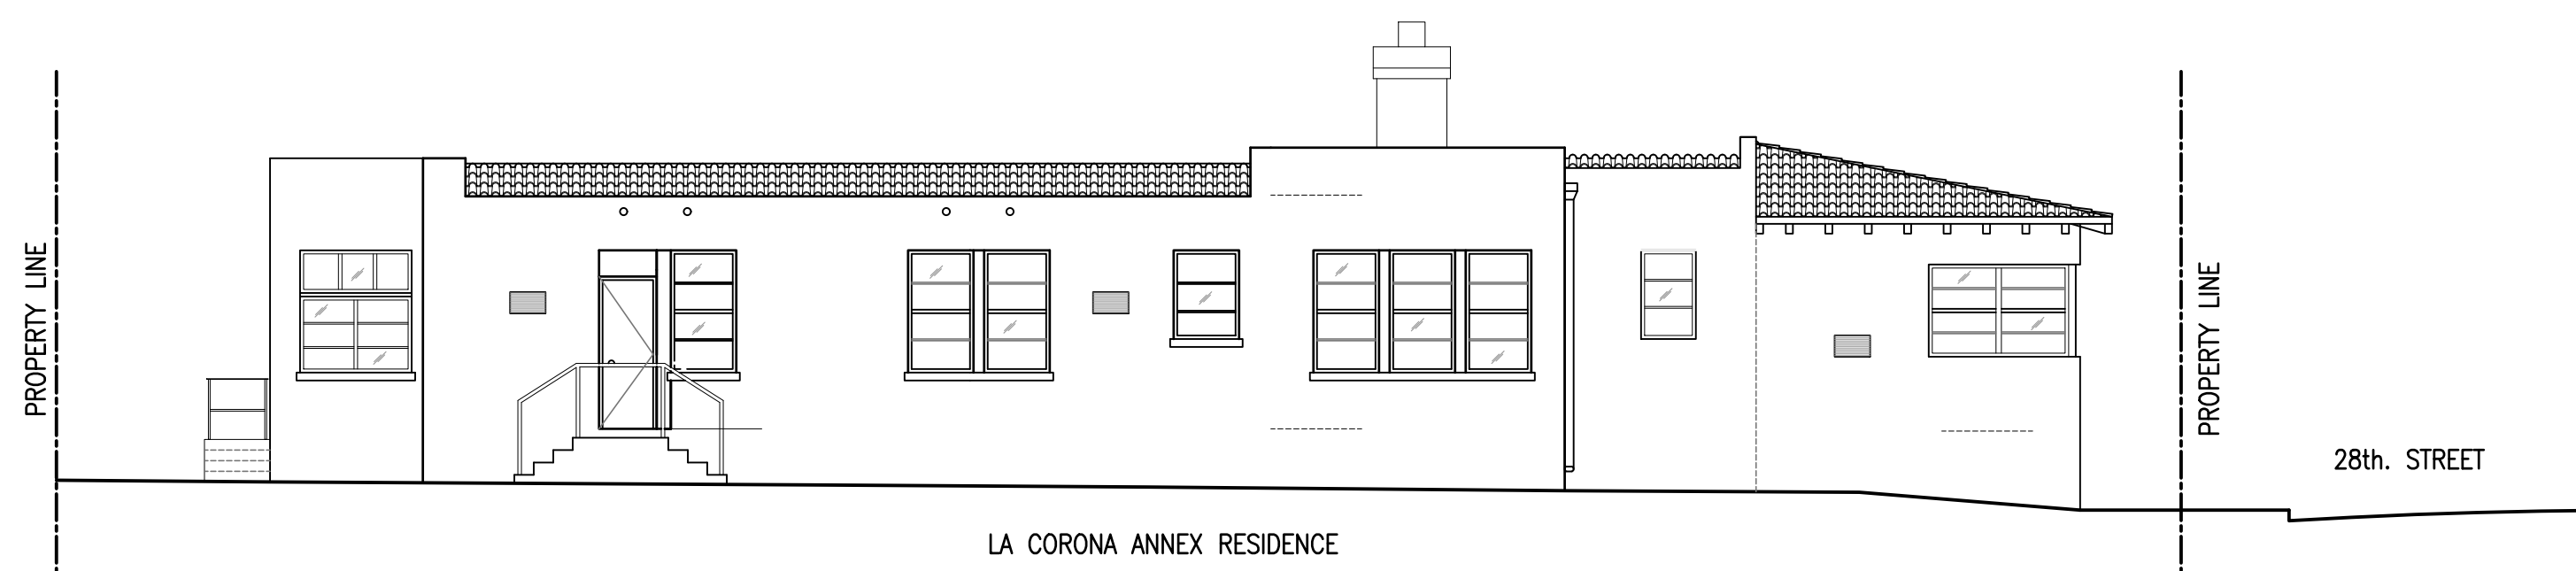 PROPERTY LINE
PROPERTY LINE
28th. STREET
LA CORONA ANNEX RESIDENCE